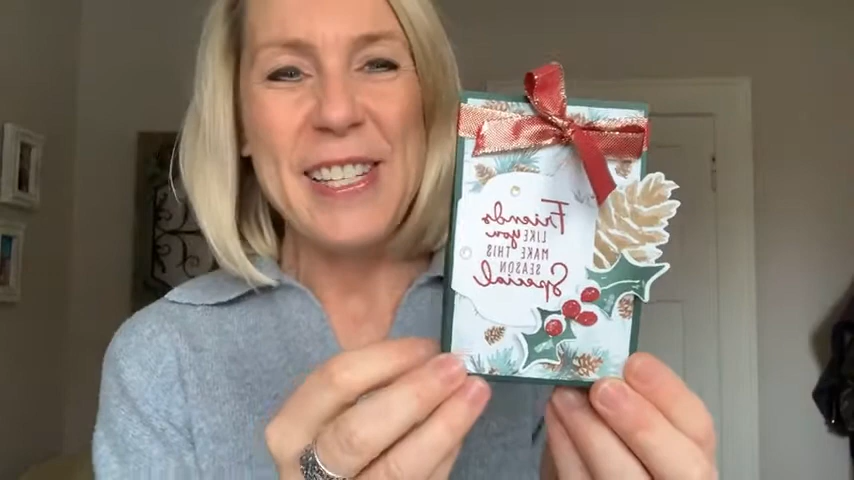 Friends
LIKE you
MAKE THIS
SEASON
Special